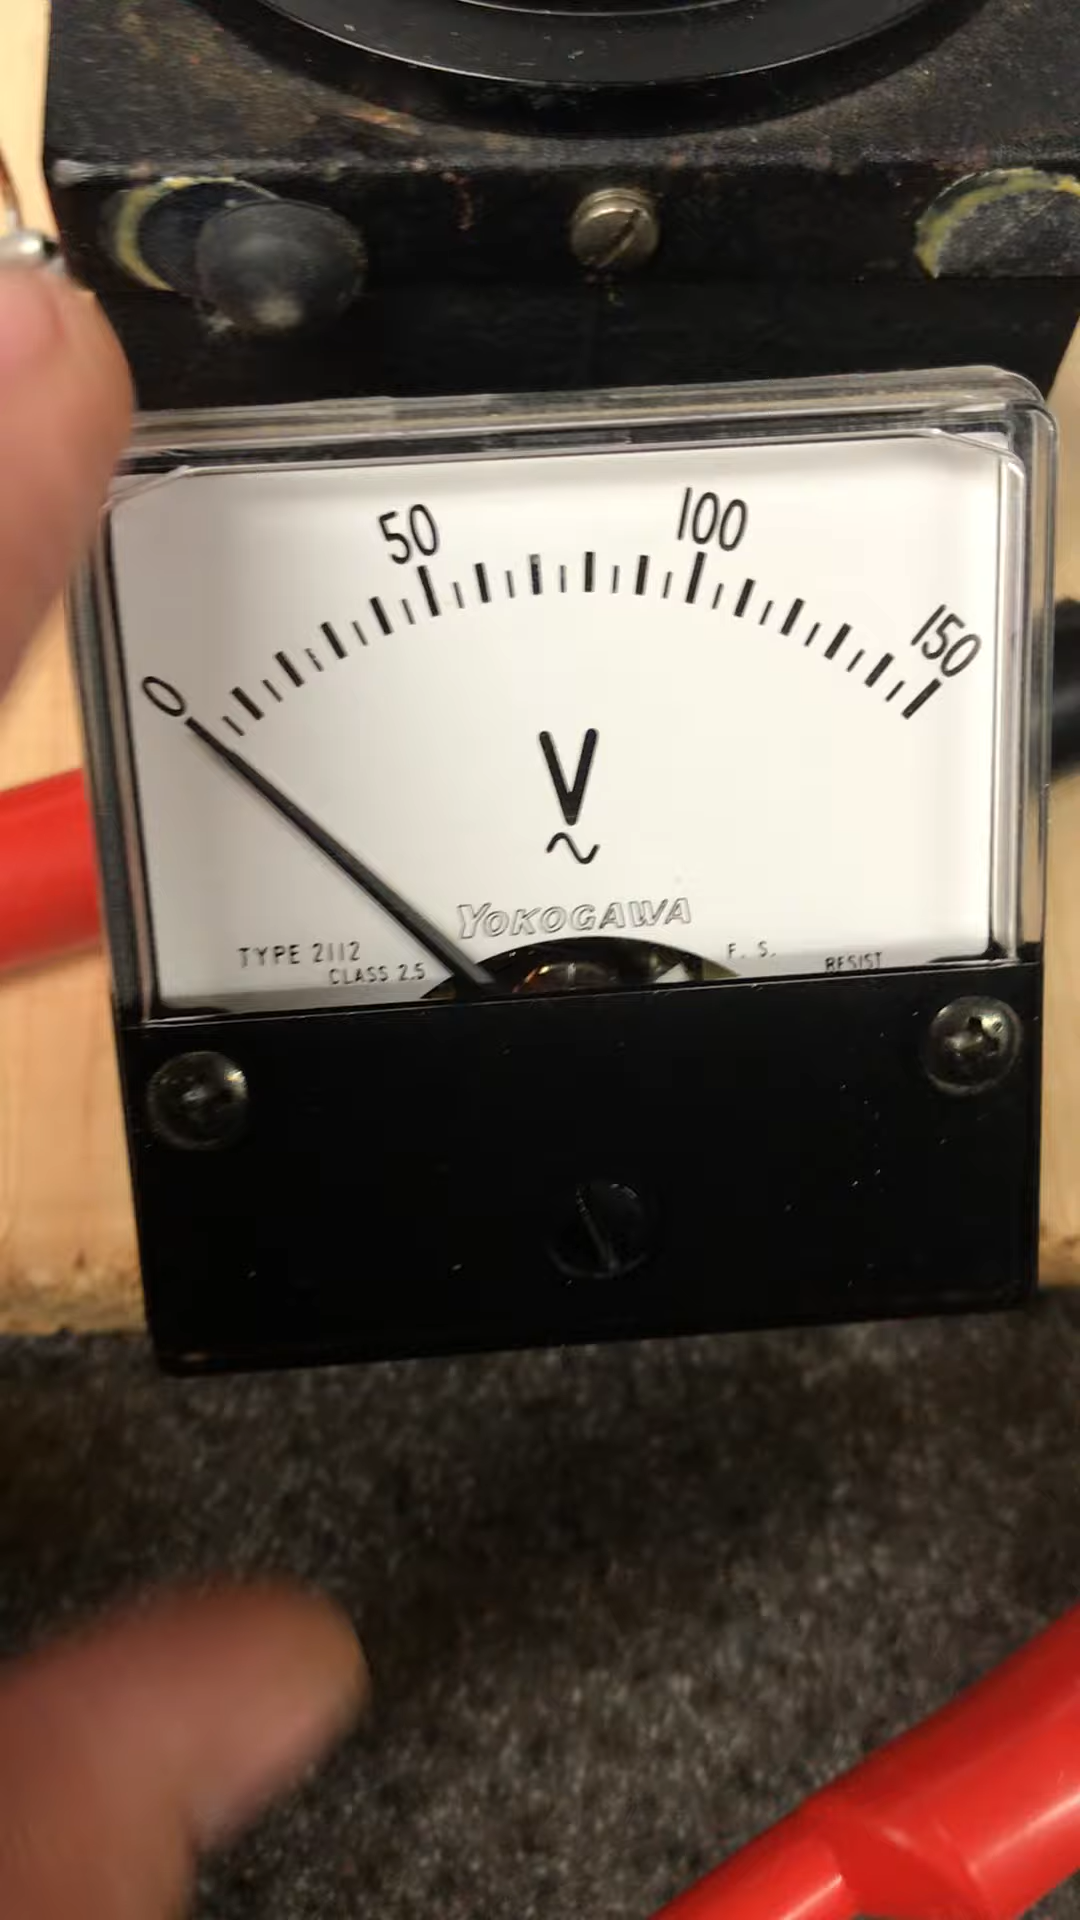 0 50 100 150
V
~
YOKOGAWA
TYPE 2112
CLASS 2.5
F. S.
RESIST